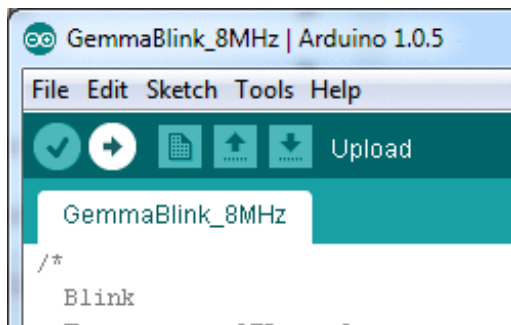 GemmaBlink_8MHz | Arduino 1.0.5
File Edit Sketch Tools Help
Upload
GemmaBlink_8MHz
/*
Blink